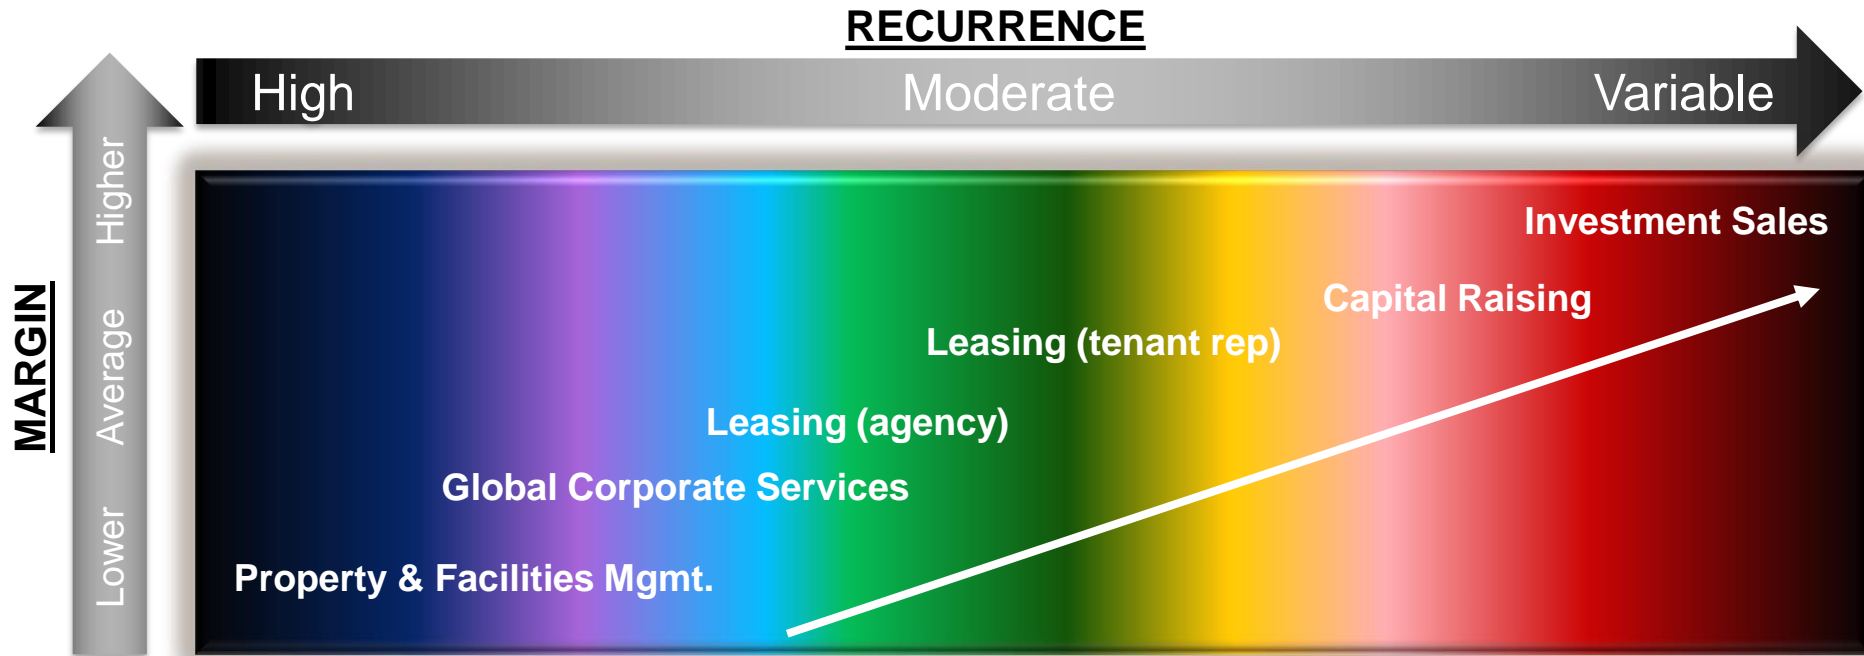 RECURRENCE
High Moderate Variable
MARGIN
Higher
Average
Lower
Investment Sales
Capital Raising
Leasing (tenant rep)
Leasing (agency)
Global Corporate Services
Property & Facilities Mgmt.